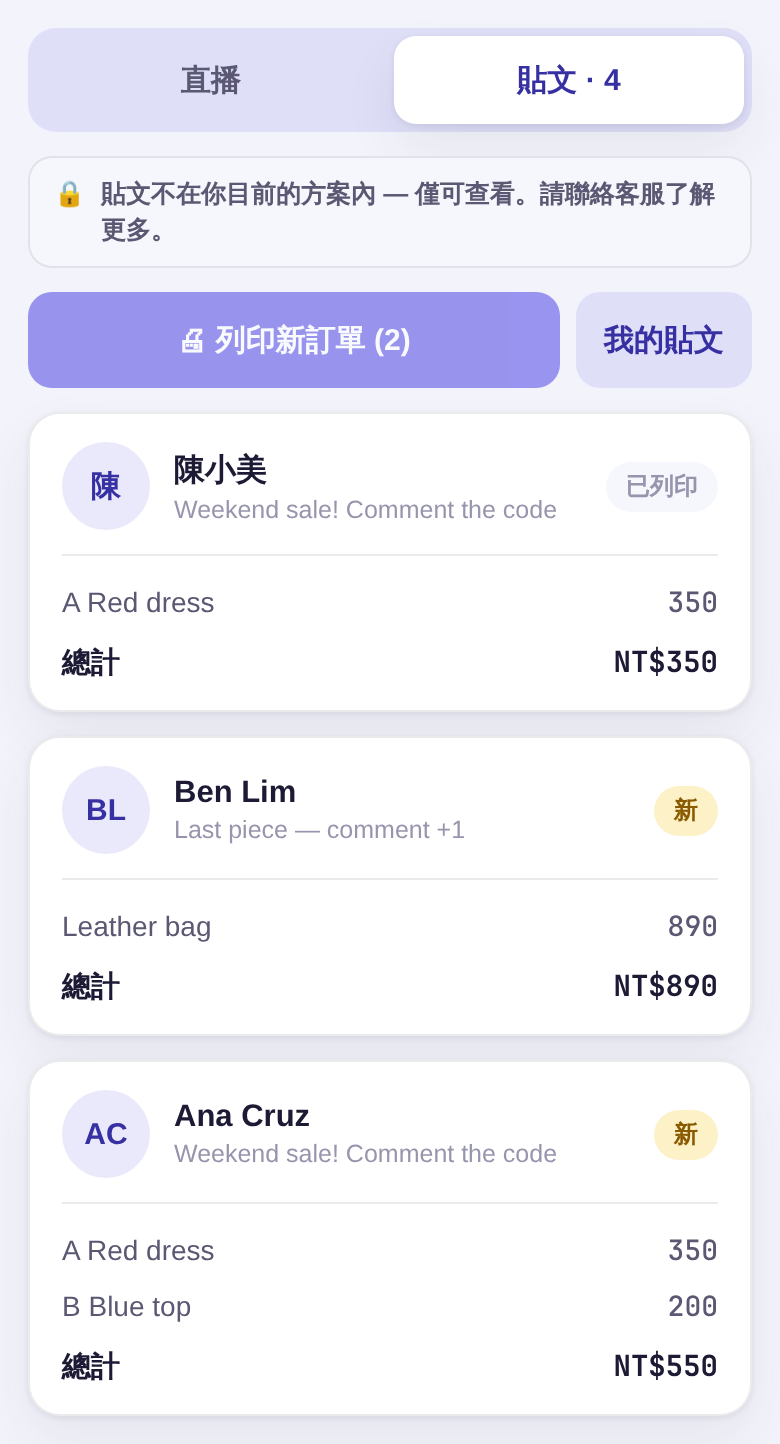 直播
貼文 · 4
🔒 貼文不在你目前的方案內 — 僅可查看。請聯絡客服了解
更多。
🖨 列印新訂單 (2)
我的貼文
陳
陳小美
Weekend sale! Comment the code
已列印
A Red dress 350
總計 NT$350
BL
Ben Lim
Last piece — comment +1
新
Leather bag 890
總計 NT$890
AC
Ana Cruz
Weekend sale! Comment the code
新
A Red dress 350
B Blue top 200
總計 NT$550